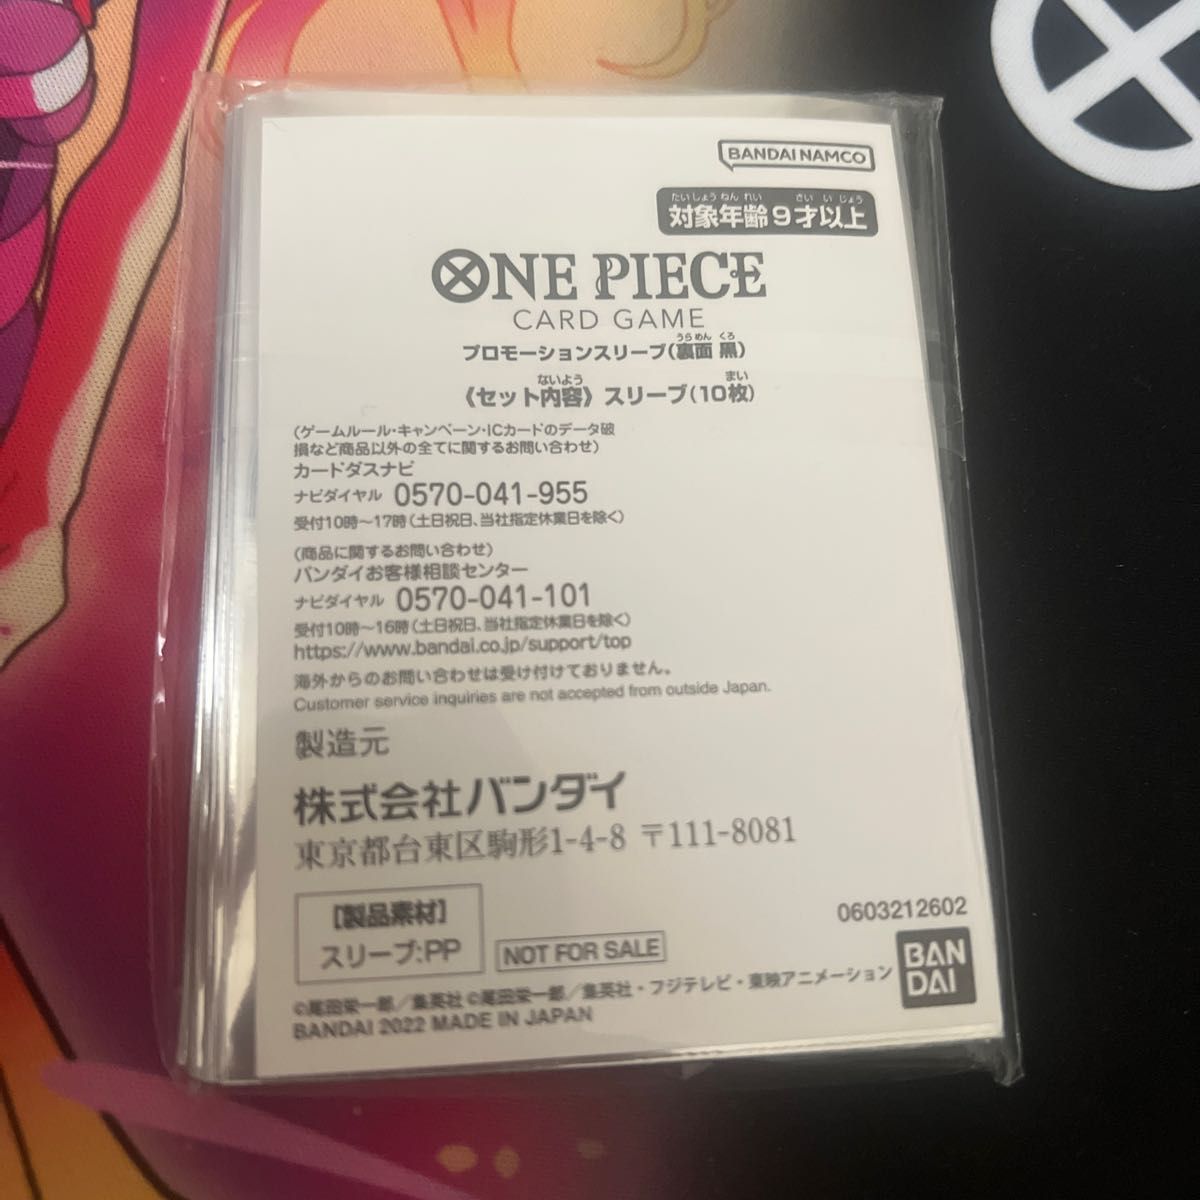 BANDAI NAMCO
たいしょうねんれい さい いじょう
対象年齢9才以上
ONE PIECE
CARD GAME
うらめん くろ
プロモーションスリーブ(裏面 黒)
ないよう まい
《セット内容》スリーブ(10枚)
(ゲームルール・キャンペーン・ICカードのデータ破
損など商品以外の全てに関するお問い合わせ)
カードダスナビ
ナビダイヤル 0570-041-955
受付10時～17時(土日祝日、当社指定休業日を除く)
(商品に関するお問い合わせ)
バンダイお客様相談センター
ナビダイヤル 0570-041-101
受付10時～16時(土日祝日、当社指定休業日を除く)
https://www.bandai.co.jp/support/top
海外からのお問い合わせは受け付けておりません。
Customer service inquiries are not accepted from outside Japan.
製造元
株式会社バンダイ
東京都台東区駒形1-4-8 〒111-8081
【製品素材】
スリーブ:PP
NOT FOR SALE
0603212602
BAN
DAI
©尾田栄一郎／集英社 ©尾田栄一郎／集英社・フジテレビ・東映アニメーション
BANDAI 2022 MADE IN JAPAN